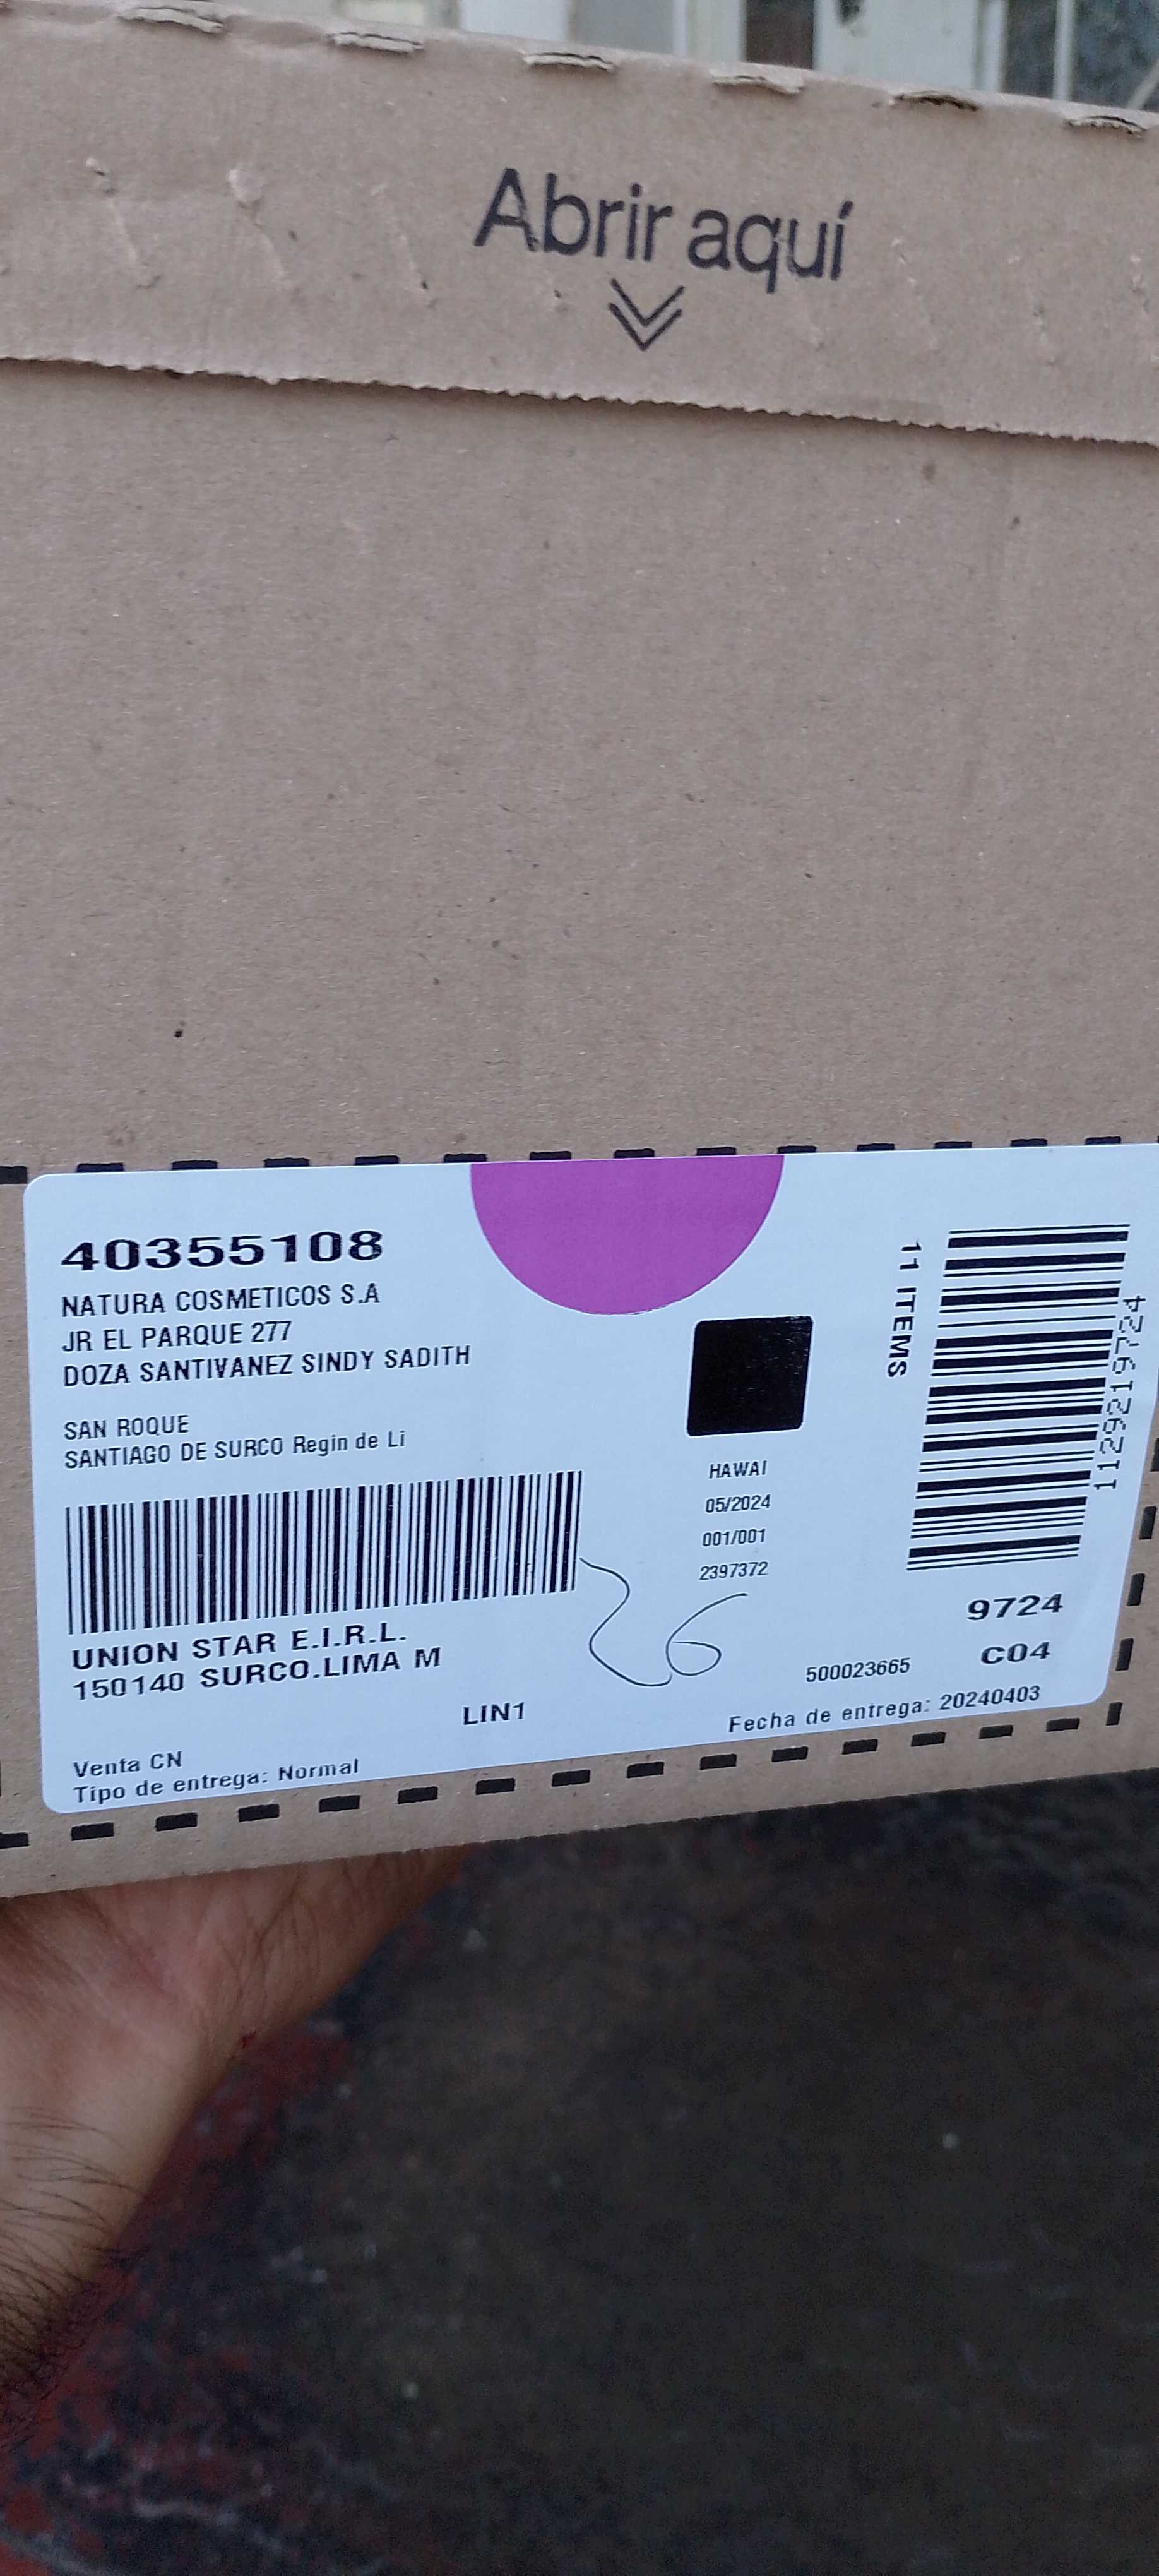 Abrir aquí
40355108
NATURA COSMETICOS S.A
JR EL PARQUE 277
DOZA SANTIVANEZ SINDY SADITH
SAN ROQUE
SANTIAGO DE SURCO Regin de Li
UNION STAR E.I.R.L.
150140 SURCO.LIMA M
LIN1
Venta CN
Tipo de entrega: Normal
HAWAI
05/2024
001/001
2397372
11 ITEMS
1129219724
9724
C04
500023665
Fecha de entrega: 20240403